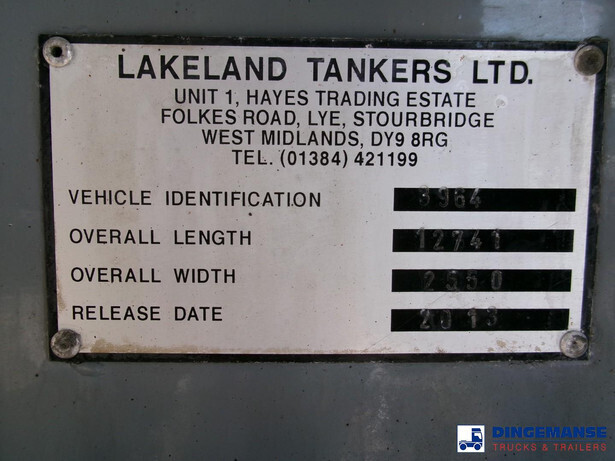 LAKELAND TANKERS LTD.
UNIT 1, HAYES TRADING ESTATE
FOLKES ROAD, LYE, STOURBRIDGE
WEST MIDLANDS, DY9 8RG
TEL. (01384) 421199
VEHICLE IDENTIFICATION 3964
OVERALL LENGTH 12741
OVERALL WIDTH 2550
RELEASE DATE 2013
DINGEMANSE
TRUCKS & TRAILERS